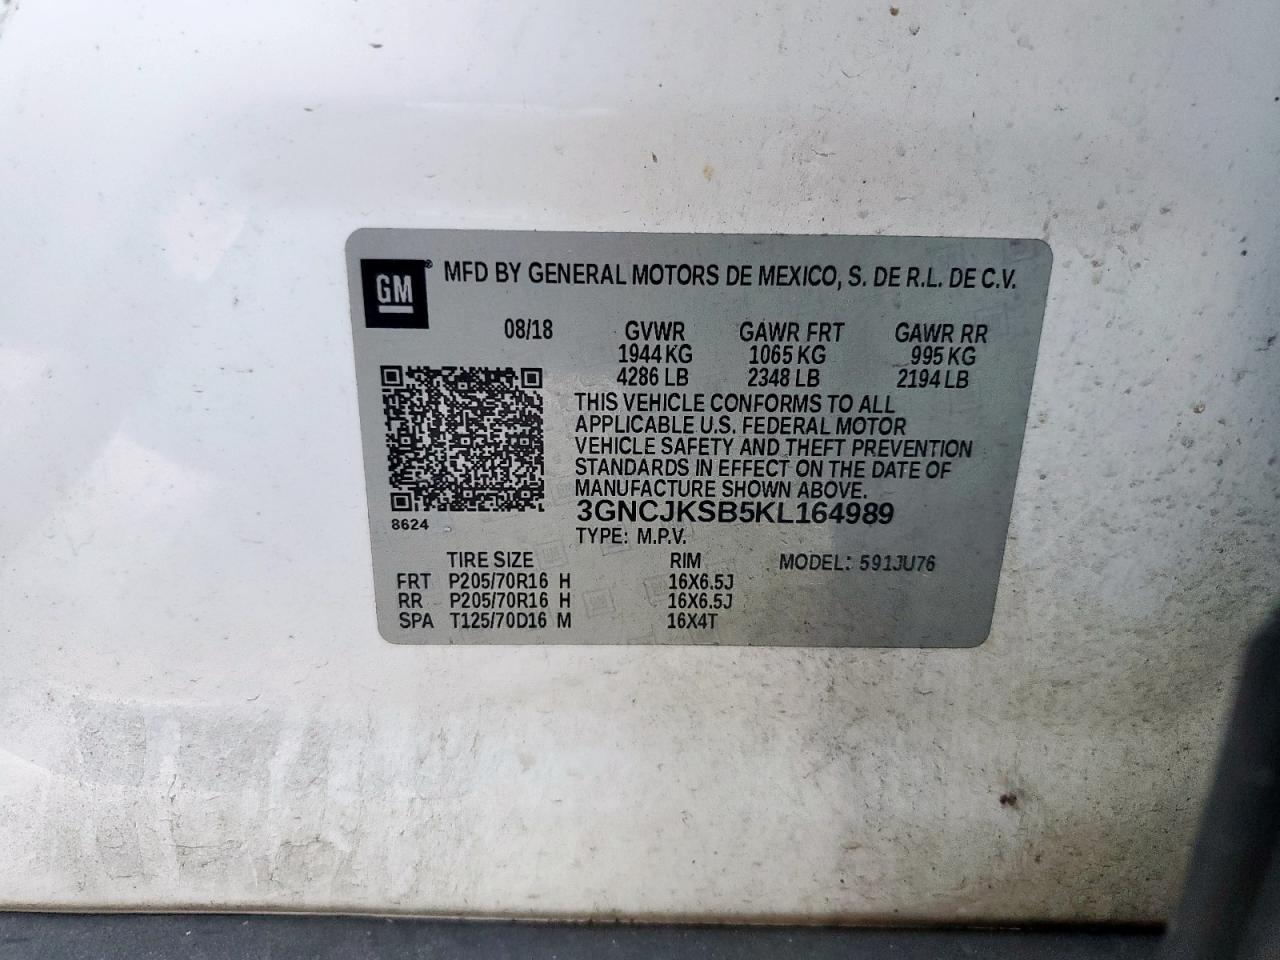 GM® MFD BY GENERAL MOTORS DE MEXICO, S. DE R.L. DE C.V.
08/18 GVWR GAWR FRT GAWR RR
1944 KG 1065 KG 995 KG
4286 LB 2348 LB 2194 LB
THIS VEHICLE CONFORMS TO ALL
APPLICABLE U.S. FEDERAL MOTOR
VEHICLE SAFETY AND THEFT PREVENTION
STANDARDS IN EFFECT ON THE DATE OF
MANUFACTURE SHOWN ABOVE.
3GNCJKSB5KL164989
8624
TYPE: M.P.V.
TIRE SIZE RIM MODEL: 591JU76
FRT P205/70R16 H 16X6.5J
RR P205/70R16 H 16X6.5J
SPA T125/70D16 M 16X4T